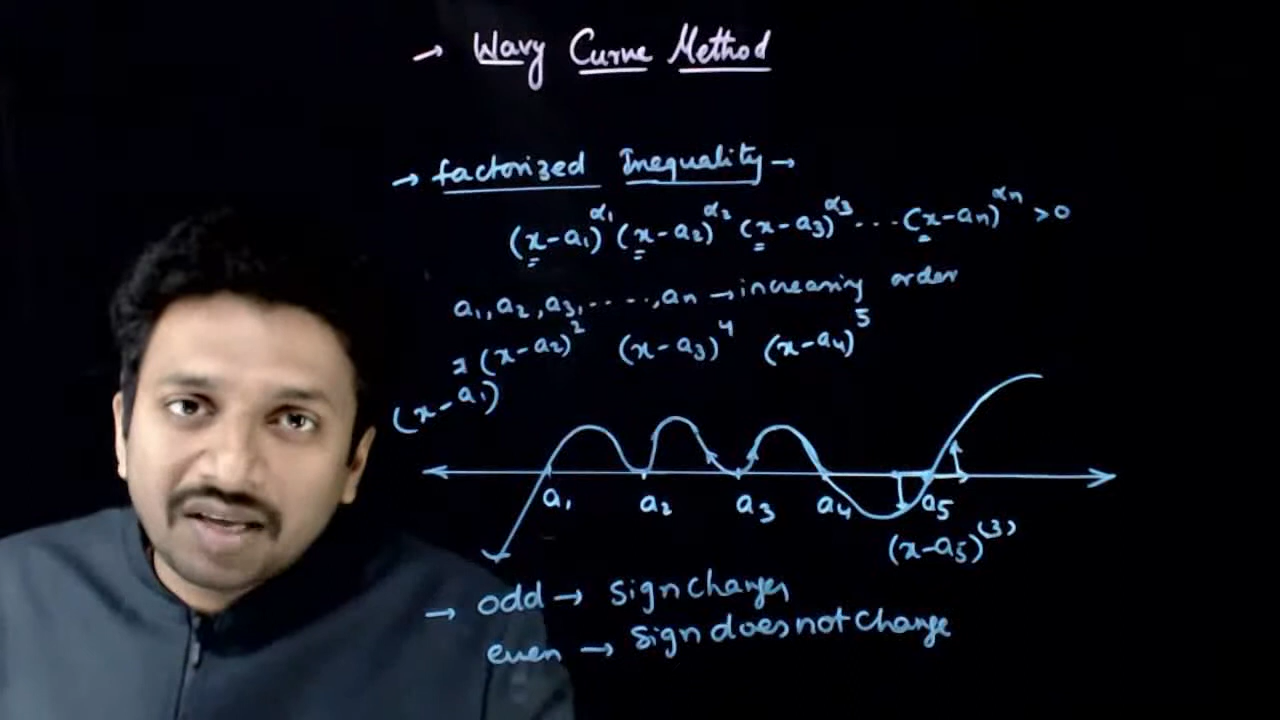 → Wavy Curve Method
→ factorized Inequality →
(x-a₁)^α₁ (x-a₂)^α₂ (x-a₃)^α₃ .... (x-aₙ)^αₙ >0
a₁, a₂, a₃, ....., aₙ → increasing order
(x-a₂)² (x-a₃)⁴ (x-a₄)⁵
(x-a₁)
a₁ a₂ a₃ a₄ a₅
(x-a₅)⁽³⁾
→ odd → sign changes
even → sign does not change